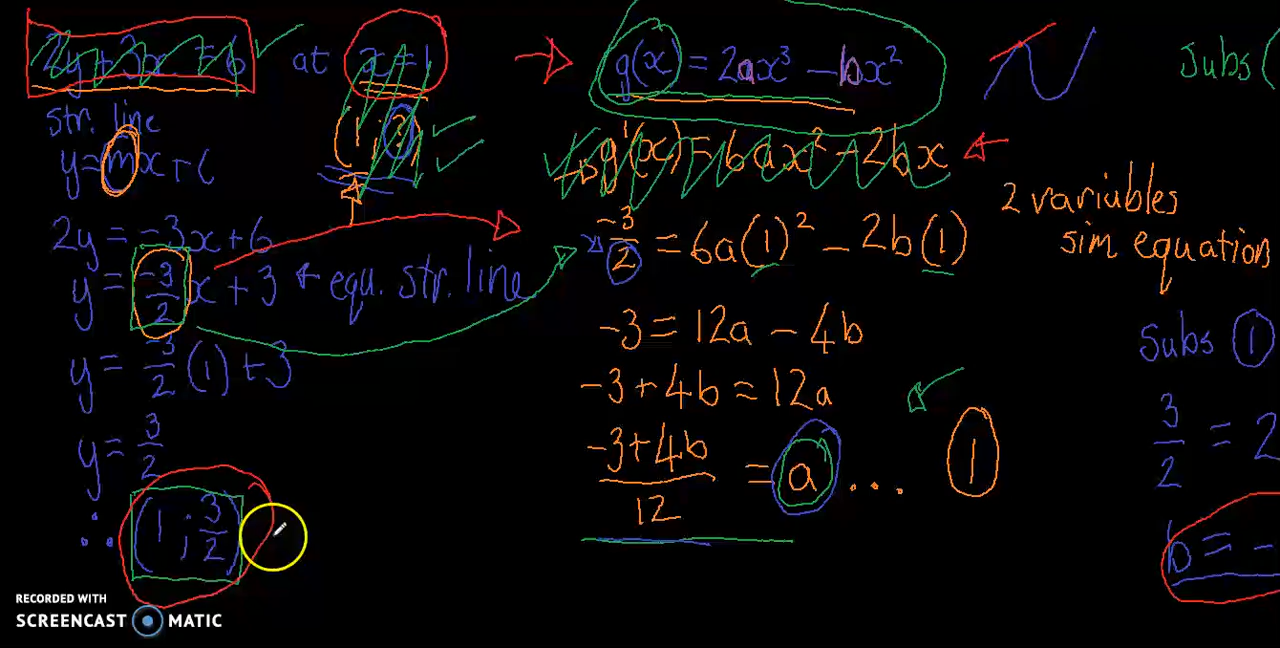 2y + 3x = 6 at x = 1
(1 ; ?)
str. line
y = mx + c
2y = -3x + 6
y = -3/2 x + 3 ← equ. str. line
y = -3/2 (1) + 3
y = 3/2
∴ (1 ; 3/2)
→ g(x) = 2ax³ - bx²
g'(x) = 6ax² - 2bx
-3/2 = 6a(1)² - 2b(1)
-3 = 12a - 4b
-3 + 4b = 12a
-3 + 4b / 12 = a ... 1
2 variables
sim equation
subs (
Subs 1
3/2 = 2
b = -
RECORDED WITH
SCREENCAST MATIC